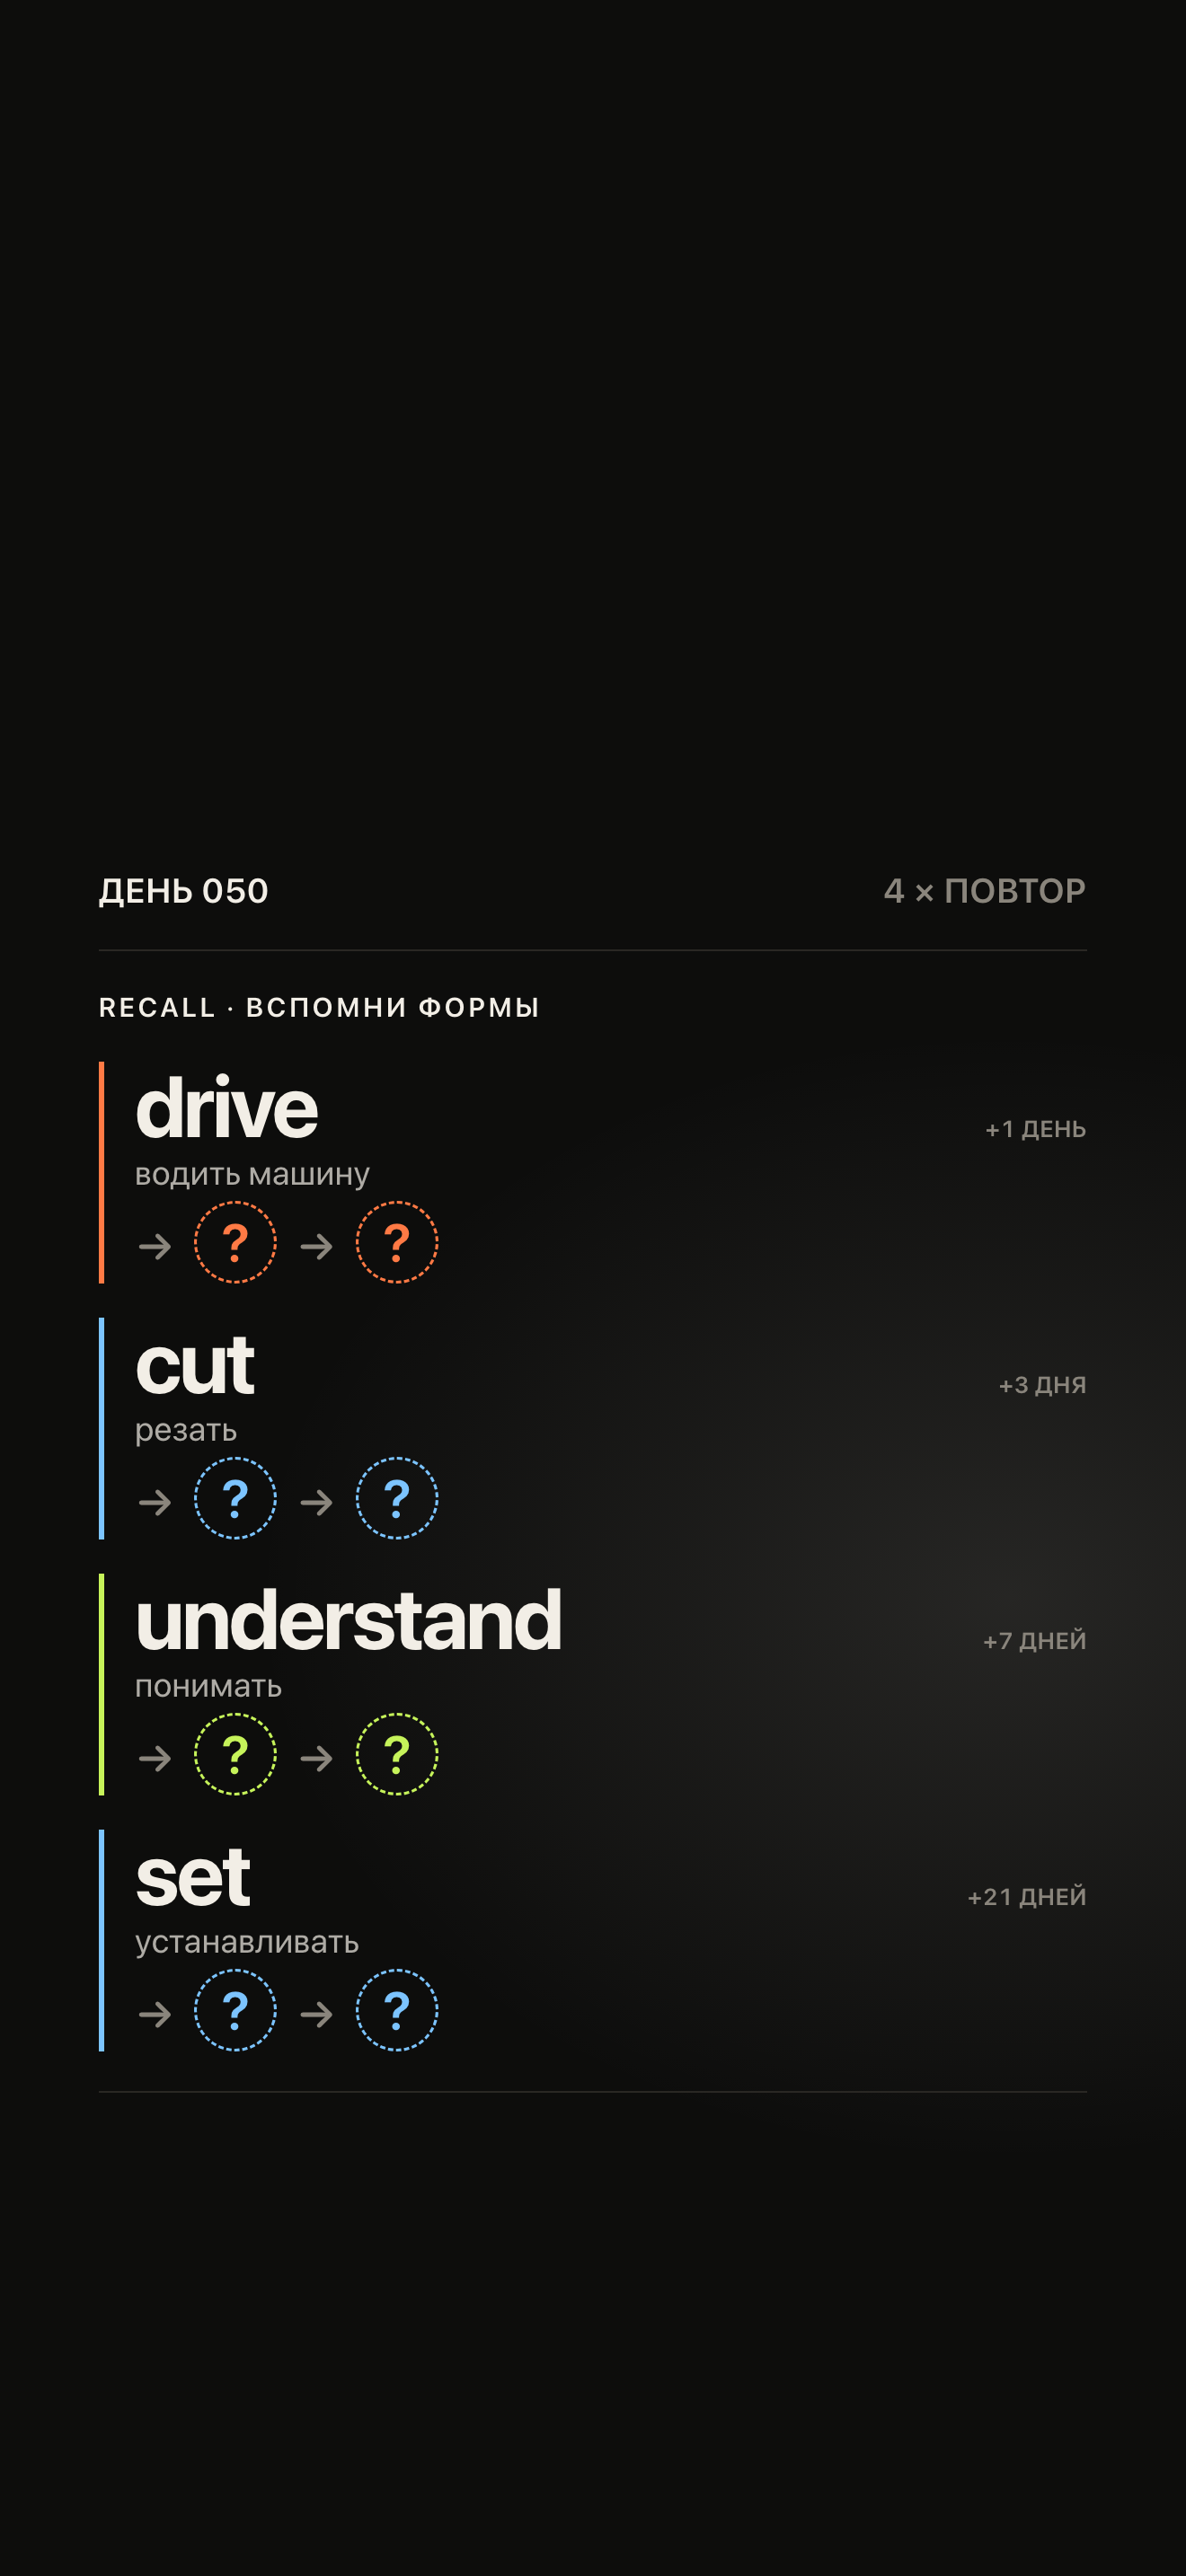 ДЕНЬ 050
4 × ПОВТОР
RECALL · ВСПОМНИ ФОРМЫ
drive
+1 ДЕНЬ
водить машину
→ ? → ?
cut
+3 ДНЯ
резать
→ ? → ?
understand
+7 ДНЕЙ
понимать
→ ? → ?
set
+21 ДНЕЙ
устанавливать
→ ? → ?